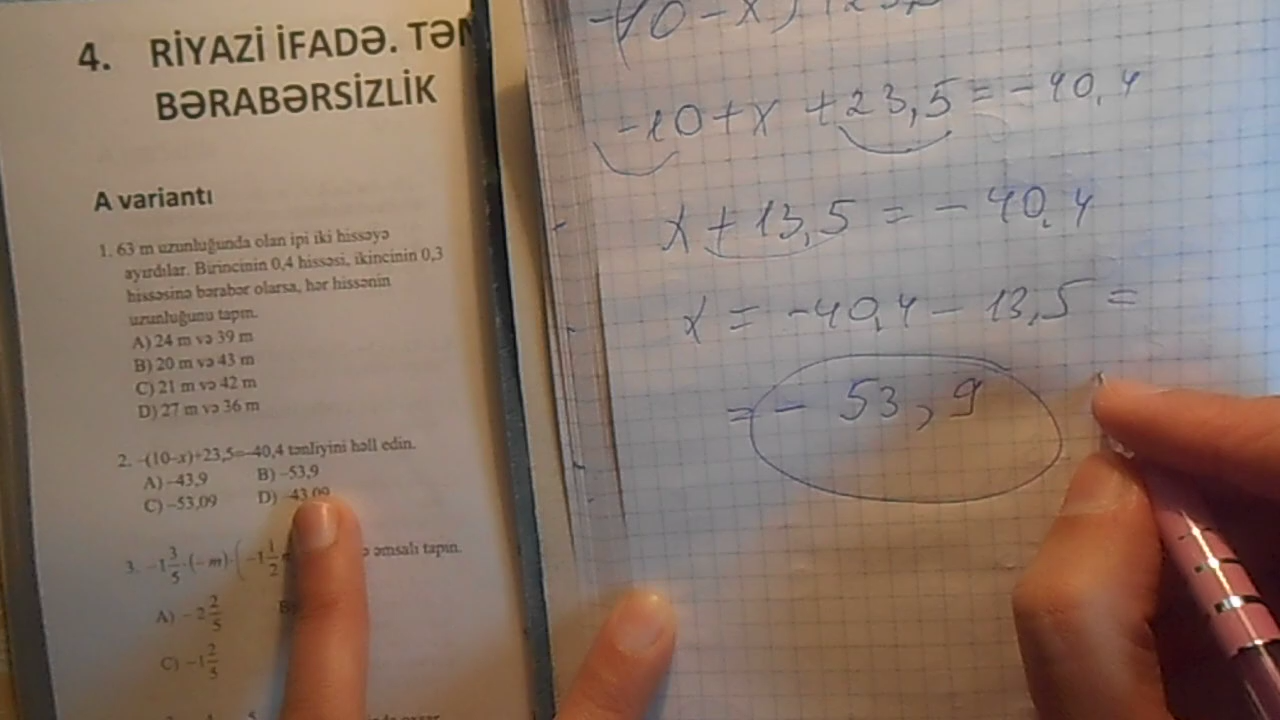 4. RİYAZİ İFADƏ.
BƏRABƏRSİZLİK
A variantı
1. 63 m uzunluğunda olan ipi iki hissəyə
ayırdılar. Birincinin 0,4 hissəsi, ikincinin 0,3
hissəsinə bərabər olarsa, hər hissənin
uzunluğunu tapın.
A) 24 m və 39 m
B) 20 m və 43 m
C) 21 m və 42 m
D) 27 m və 36 m
2. -(10-x)+23,5=-40,4 tənliyini həll edin.
A) -43,9 B) -53,9
C) -53,09 D) -43,09
3. -1 3/5 ·(-m)·(-1 1/2 əmsalı tapın.
A) -2 2/5 B)
C) -1 2/5
-10+x+23,5=-40,4
x+13,5=-40,4
x=-40,4-13,5=
=-53,9